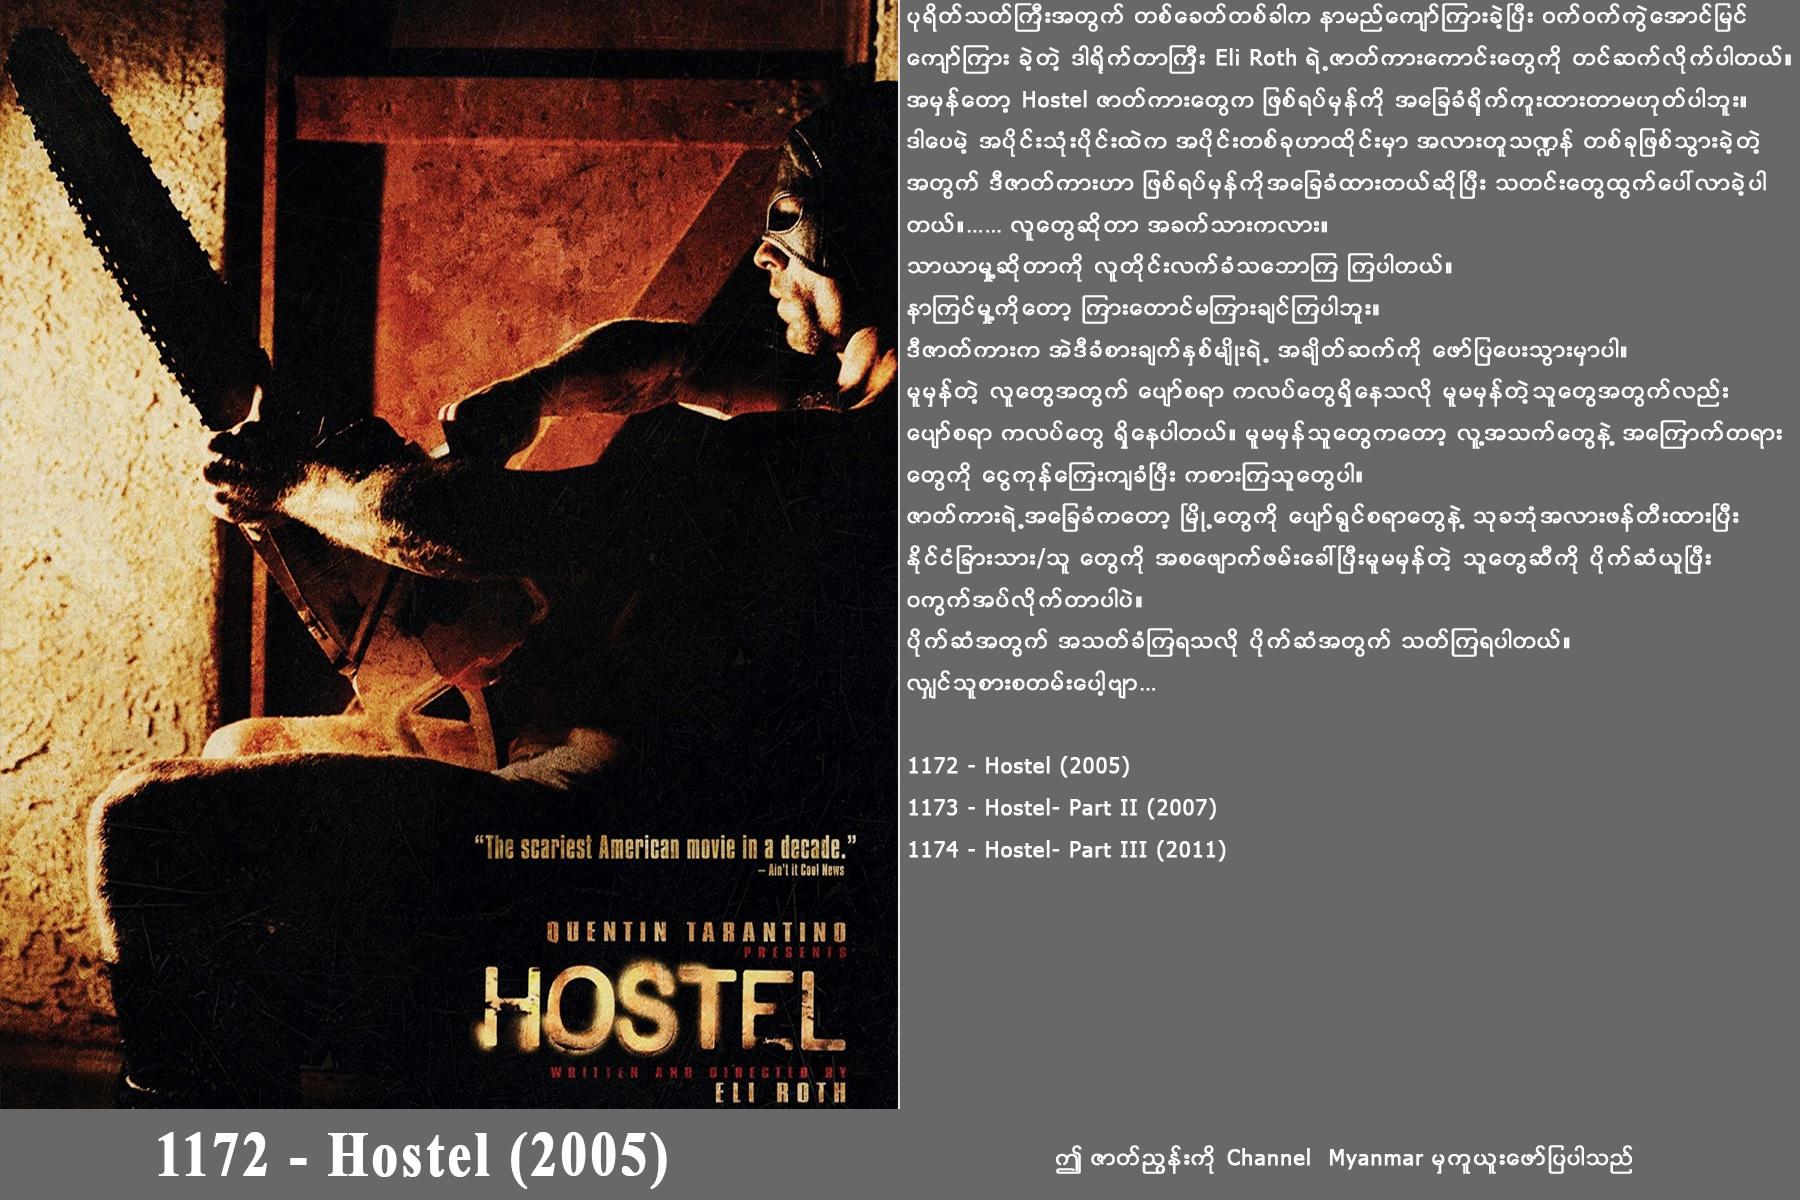 “The scariest American movie in a decade.”
– Ain't it Cool News
QUENTIN TARANTINO
PRESENTS
HOSTEL
WRITTEN AND DIRECTED BY
ELI ROTH
1172 - Hostel (2005)
ပုရိတ်သတ်ကြီးအတွက် တစ်ခေတ်တစ်ခါက နာမည်ကျော်ကြားခဲ့ပြီး ဝက်ဝက်ကွဲအောင်မြင်
ကျော်ကြား ခဲ့တဲ့ ဒါရိုက်တာကြီး Eli Roth ရဲ့ဇာတ်ကားကောင်းတွေကို တင်ဆက်လိုက်ပါတယ်။
အမှန်တော့ Hostel ဇာတ်ကားတွေက ဖြစ်ရပ်မှန်ကို အခြေခံရိုက်ကူးထားတာမဟုတ်ပါဘူး။
ဒါပေမဲ့ အပိုင်းသုံးပိုင်းထဲက အပိုင်းတစ်ခုဟာထိုင်းမှာ အလားတူသဏ္ဍန် တစ်ခုဖြစ်သွားခဲ့တဲ့
အတွက် ဒီဇာတ်ကားဟာ ဖြစ်ရပ်မှန်ကိုအခြေခံထားတယ်ဆိုပြီး သတင်းတွေထွက်ပေါ်လာခဲ့ပါ
တယ်။...... လူတွေဆိုတာ အခက်သားကလား။
သာယာမှု့ဆိုတာကို လူတိုင်းလက်ခံသဘောကြ ကြပါတယ်။
နာကြင်မှု့ကိုတော့ ကြားတောင်မကြားချင်ကြပါဘူး။
ဒီဇာတ်ကားက အဲဒီခံစားချက်နှစ်မျိုးရဲ့ အချိတ်ဆက်ကို ဖော်ပြပေးသွားမှာပါ။
မူမှန်တဲ့ လူတွေအတွက် ပျော်စရာ ကလပ်တွေရှိနေသလို မူမမှန်တဲ့သူတွေအတွက်လည်း
ပျော်စရာ ကလပ်တွေ ရှိနေပါတယ်။ မူမမှန်သူတွေကတော့ လူ့အသက်တွေနဲ့ အကြောက်တရား
တွေကို ငွေကုန်ကြေးကျခံပြီး ကစားကြသူတွေပါ။
ဇာတ်ကားရဲ့အခြေခံကတော့ မြို့တွေကို ပျော်ရွင်စရာတွေနဲ့ သုခဘုံအလားဖန်တီးထားပြီး
နိုင်ငံခြားသား/သူ တွေကို အစဖျောက်ဖမ်းခေါ်ပြီးမူမမှန်တဲ့ သူတွေဆီကို ပိုက်ဆံယူပြီး
ဝကွက်အပ်လိုက်တာပါပဲ။
ပိုက်ဆံအတွက် အသတ်ခံကြရသလို ပိုက်ဆံအတွက် သတ်ကြရပါတယ်။
လျှင်သူစားစတမ်းပေါ့ဗျာ...
1172 - Hostel (2005)
1173 - Hostel- Part II (2007)
1174 - Hostel- Part III (2011)
ဤ ဇာတ်ညွှန်းကို Channel Myanmar မှကူယူးဖော်ပြပါသည်